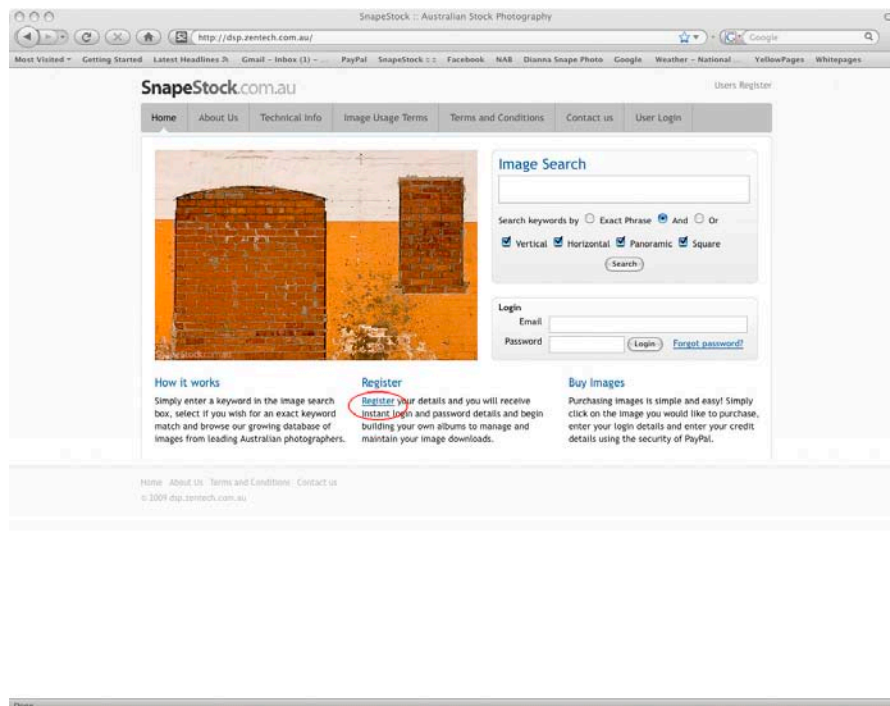 SnapeStock :: Australian Stock Photography
http://dsp.zentech.com.au/
Google
Most Visited Getting Started Latest Headlines Gmail – Inbox (1) – ... PayPal SnapeStock :: Facebook NAB Dianna Snape Photo Google Weather – National ... YellowPages Whitepages
SnapeStock.com.au
Users Register
Home About Us Technical Info Image Usage Terms Terms and Conditions Contact us User Login
Image Search
Search keywords by Exact Phrase And Or
Vertical Horizontal Panoramic Square
Search
Login
Email
Password Login Forgot password?
SnapeStock.com.au
How it works
Simply enter a keyword in the image search
box, select if you wish for an exact keyword
match and browse our growing database of
images from leading Australian photographers.
Register
Register your details and you will receive
instant login and password details and begin
building your own albums to manage and
maintain your image downloads.
Buy Images
Purchasing images is simple and easy! Simply
click on the image you would like to purchase,
enter your login details and enter your credit
details using the security of PayPal.
Home About Us Terms and Conditions Contact us
© 2009 dsp.zentech.com.au
Done